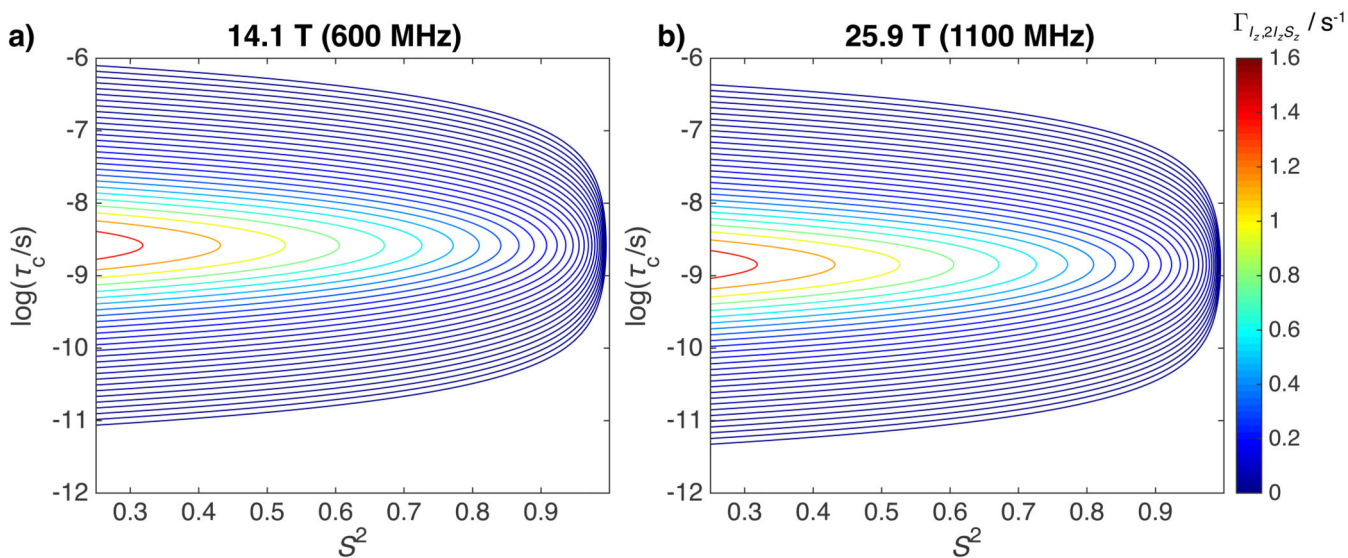 a) 14.1 T (600 MHz)
-6
-7
-8
-9
-10
-11
-12
log(τc/s)
0.3 0.4 0.5 0.6 0.7 0.8 0.9
S²
b) 25.9 T (1100 MHz)
-6
-7
-8
-9
-10
-11
-12
log(τc/s)
0.3 0.4 0.5 0.6 0.7 0.8 0.9
S²
Γ Iz,2IzSz / s⁻¹
1.6
1.4
1.2
1
0.8
0.6
0.4
0.2
0